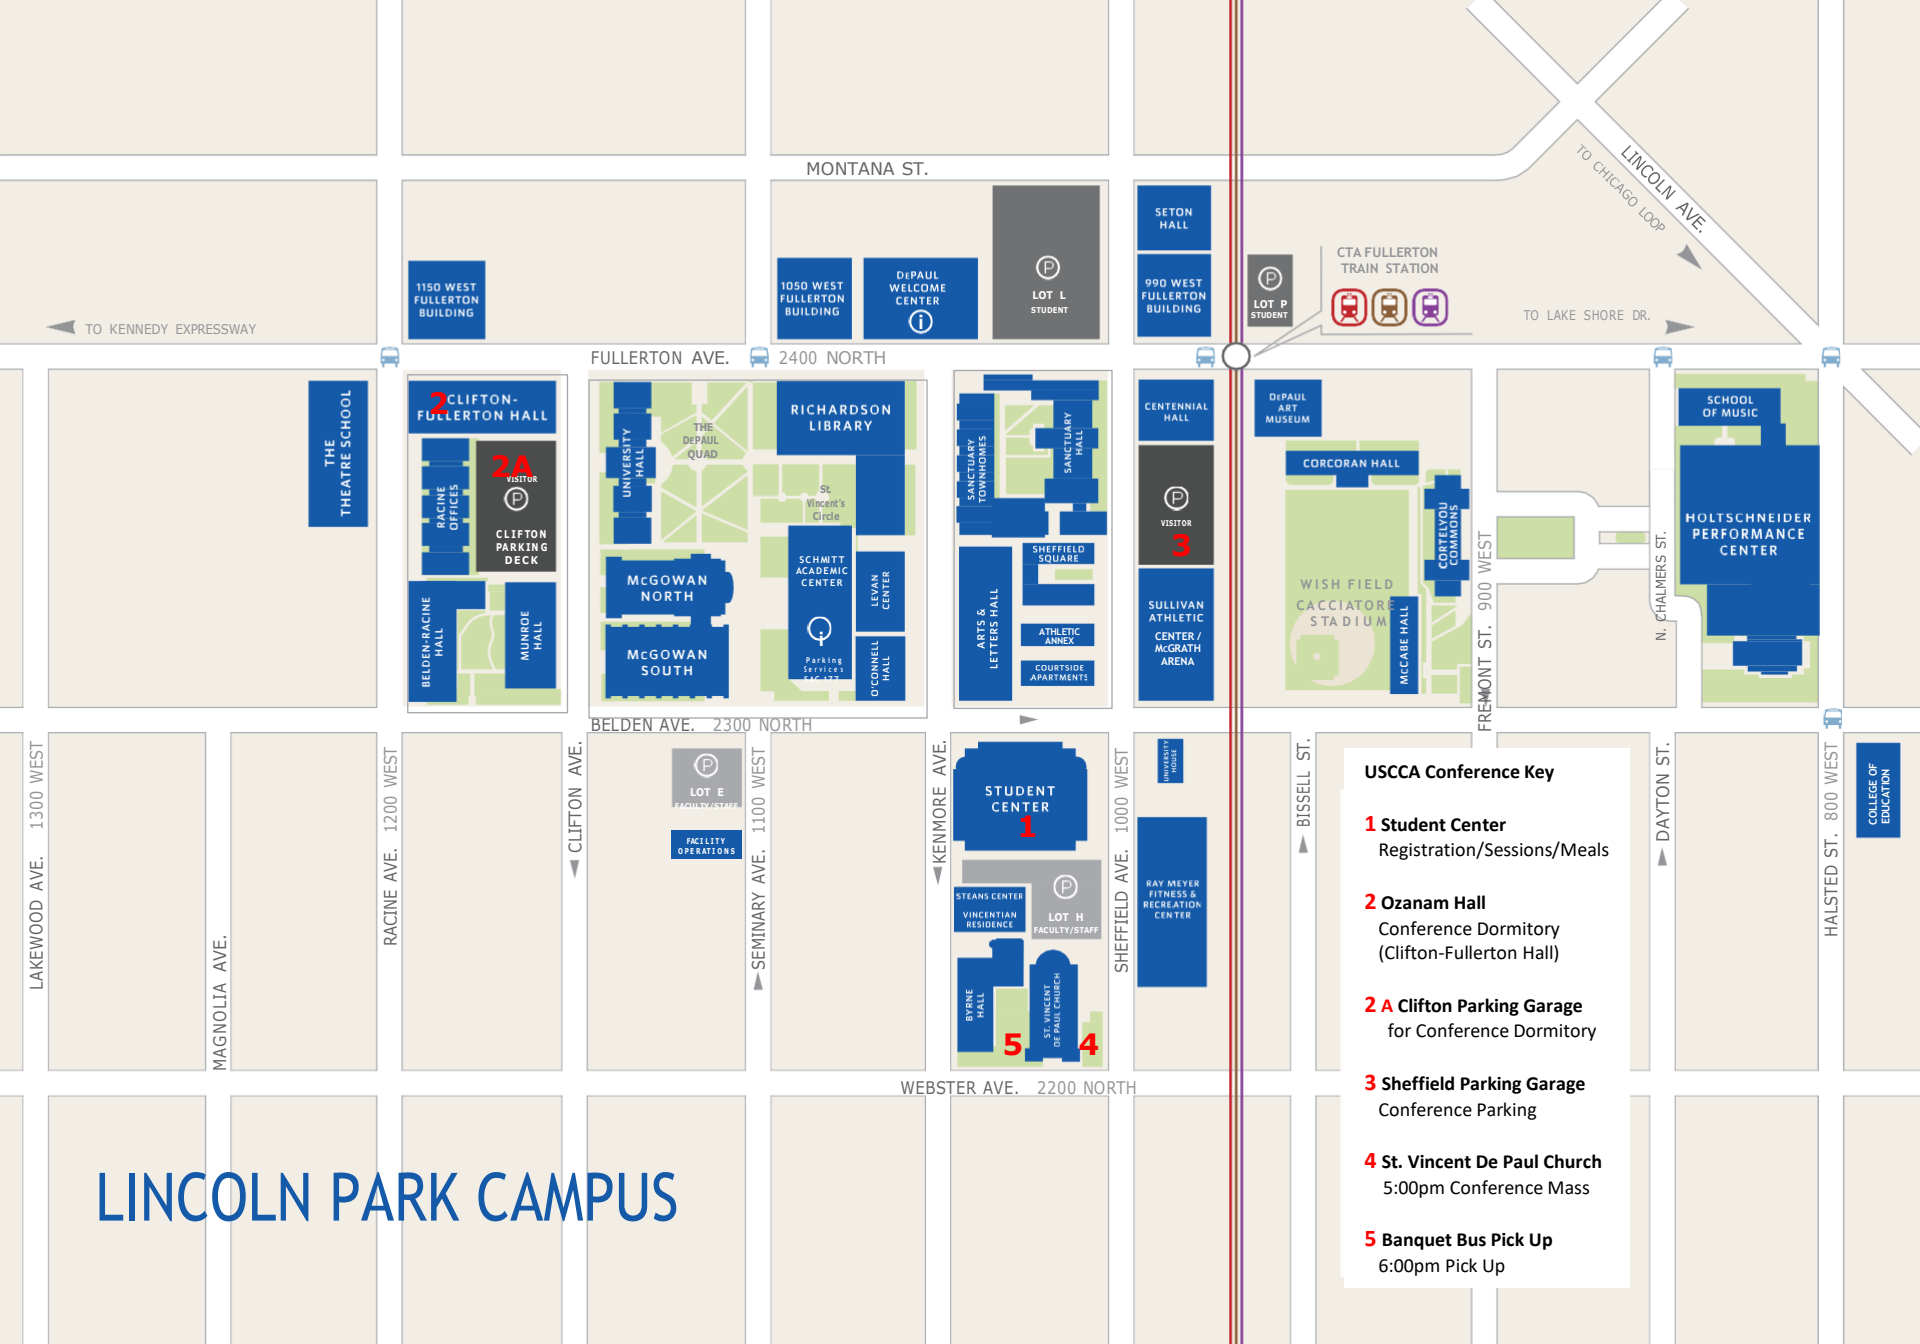 MONTANA ST.
LINCOLN AVE.
TO CHICAGO LOOP
SETON
HALL
CTA FULLERTON
TRAIN STATION
1150 WEST
FULLERTON
BUILDING
1050 WEST
FULLERTON
BUILDING
DEPAUL
WELCOME
CENTER
P
LOT L
STUDENT
990 WEST
FULLERTON
BUILDING
P
LOT P
STUDENT
TO KENNEDY EXPRESSWAY
TO LAKE SHORE DR.
FULLERTON AVE. 2400 NORTH
THE
THEATRE SCHOOL
2
CLIFTON-
FULLERTON HALL
2A
VISITOR
P
CLIFTON
PARKING
DECK
RACINE
OFFICES
BELDEN-RACINE
HALL
MUNROE
HALL
UNIVERSITY
HALL
THE
DEPAUL
QUAD
RICHARDSON
LIBRARY
St.
Vincent's
Circle
McGOWAN
NORTH
McGOWAN
SOUTH
SCHMITT
ACADEMIC
CENTER
Parking
Services
SAC 177
LEVAN
CENTER
O'CONNELL
HALL
SANCTUARY
TOWNHOMES
SANCTUARY
HALL
SHEFFIELD
SQUARE
ARTS &
LETTERS HALL
ATHLETIC
ANNEX
COURTSIDE
APARTMENTS
CENTENNIAL
HALL
P
VISITOR
3
SULLIVAN
ATHLETIC
CENTER /
McGRATH
ARENA
DEPAUL
ART
MUSEUM
CORCORAN HALL
CORTELYOU
COMMONS
WISH FIELD
CACCIATORE
STADIUM
McCABE HALL
FREMONT ST. 900 WEST
N. CHALMERS ST.
SCHOOL
OF MUSIC
HOLTSCHNEIDER
PERFORMANCE
CENTER
BELDEN AVE. 2300 NORTH
LAKEWOOD AVE. 1300 WEST
MAGNOLIA AVE.
RACINE AVE. 1200 WEST
CLIFTON AVE.
P
LOT E
FACULTY/STAFF
FACILITY
OPERATIONS
SEMINARY AVE. 1100 WEST
KENMORE AVE.
STUDENT
CENTER
1
P
LOT H
FACULTY/STAFF
STEANS CENTER
VINCENTIAN
RESIDENCE
BYRNE
HALL
ST. VINCENT
DE PAUL CHURCH
5
4
SHEFFIELD AVE. 1000 WEST
UNIVERSITY
HOUSE
RAY MEYER
FITNESS &
RECREATION
CENTER
BISSELL ST.
DAYTON ST.
HALSTED ST. 800 WEST
COLLEGE OF
EDUCATION
WEBSTER AVE. 2200 NORTH
LINCOLN PARK CAMPUS
USCCA Conference Key
1 Student Center
Registration/Sessions/Meals
2 Ozanam Hall
Conference Dormitory
(Clifton-Fullerton Hall)
2 A Clifton Parking Garage
for Conference Dormitory
3 Sheffield Parking Garage
Conference Parking
4 St. Vincent De Paul Church
5:00pm Conference Mass
5 Banquet Bus Pick Up
6:00pm Pick Up